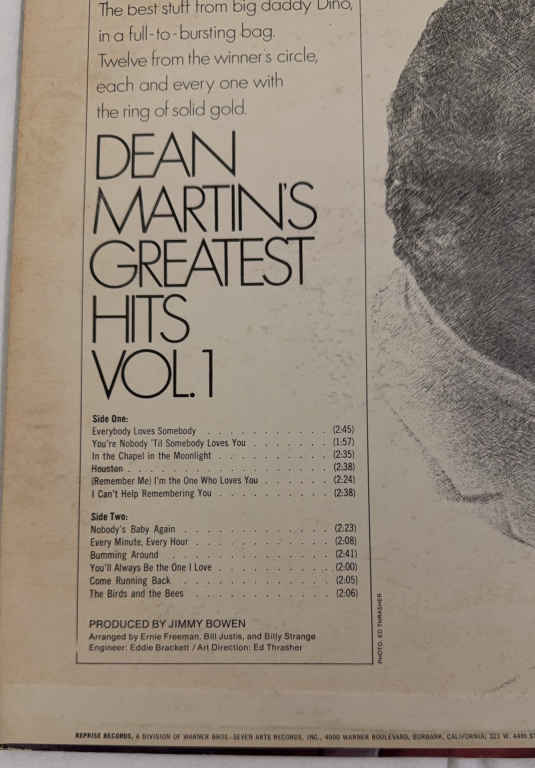 The best stuff from big daddy Dino,
in a full-to-bursting bag.
Twelve from the winner's circle,
each and every one with
the ring of solid gold.
DEAN
MARTIN'S
GREATEST
HITS
VOL.1
Side One:
Everybody Loves Somebody . . . . . . . . . . . (2:45)
You're Nobody 'Til Somebody Loves You . . . . . . . (1:57)
In the Chapel in the Moonlight . . . . . . . . . . (2:35)
Houston . . . . . . . . . . . . . . . . . (2:38)
(Remember Me) I'm the One Who Loves You . . . . . . (2:24)
I Can't Help Remembering You . . . . . . . . . . (2:38)
Side Two:
Nobody's Baby Again . . . . . . . . . . . . . (2:23)
Every Minute, Every Hour . . . . . . . . . . . . (2:08)
Bumming Around . . . . . . . . . . . . . . (2:41)
You'll Always Be the One I Love . . . . . . . . . . (2:00)
Come Running Back . . . . . . . . . . . . . (2:05)
The Birds and the Bees . . . . . . . . . . . . (2:06)
PRODUCED BY JIMMY BOWEN
Arranged by Ernie Freeman, Bill Justis, and Billy Strange
Engineer: Eddie Brackett / Art Direction: Ed Thrasher
PHOTO: ED THRASHER
REPRISE RECORDS, A DIVISION OF WARNER BROS.-SEVEN ARTS RECORDS, INC., 4000 WARNER BOULEVARD, BURBANK, CALIFORNIA; 321 W. 44th